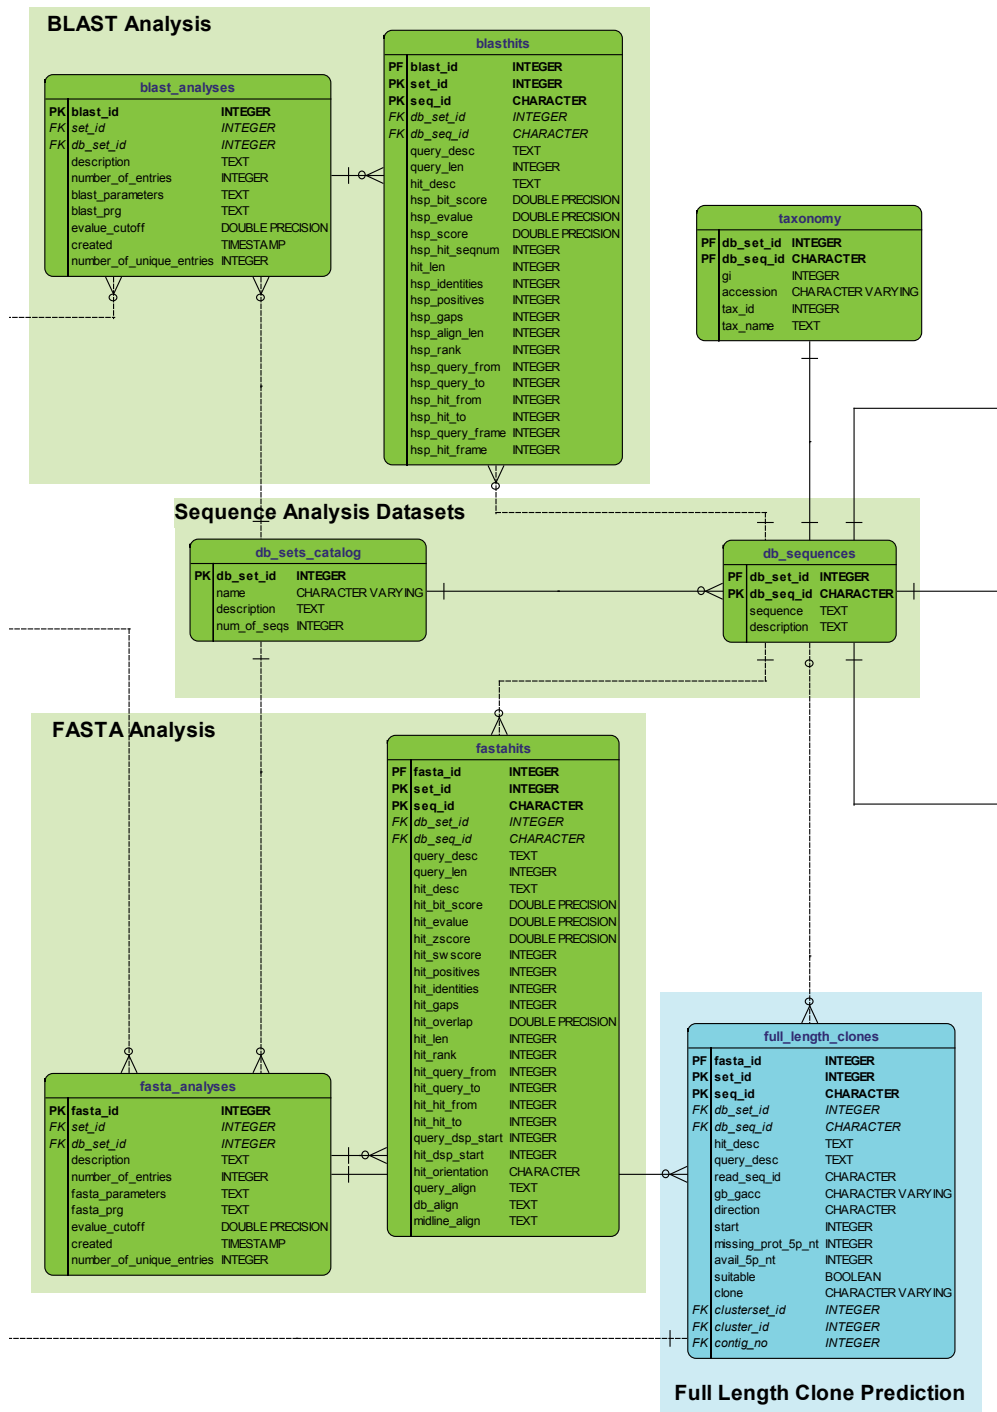 BLAST Analysis
blast_analyses
PK blast_id INTEGER
FK set_id INTEGER
FK db_set_id INTEGER
description TEXT
number_of_entries INTEGER
blast_parameters TEXT
blast_prg TEXT
evalue_cutoff DOUBLE PRECISION
created TIMESTAMP
number_of_unique_entries INTEGER
blasthits
PF blast_id INTEGER
PK set_id INTEGER
PK seq_id CHARACTER
FK db_set_id INTEGER
FK db_seq_id CHARACTER
query_desc TEXT
query_len INTEGER
hit_desc TEXT
hsp_bit_score DOUBLE PRECISION
hsp_evalue DOUBLE PRECISION
hsp_score DOUBLE PRECISION
hsp_hit_seqnum INTEGER
hit_len INTEGER
hsp_identities INTEGER
hsp_positives INTEGER
hsp_gaps INTEGER
hsp_align_len INTEGER
hsp_rank INTEGER
hsp_query_from INTEGER
hsp_query_to INTEGER
hsp_hit_from INTEGER
hsp_hit_to INTEGER
hsp_query_frame INTEGER
hsp_hit_frame INTEGER
taxonomy
PF db_set_id INTEGER
PF db_seq_id CHARACTER
gi INTEGER
accession CHARACTER VARYING
tax_id INTEGER
tax_name TEXT
Sequence Analysis Datasets
db_sets_catalog
PK db_set_id INTEGER
name CHARACTER VARYING
description TEXT
num_of_seqs INTEGER
db_sequences
PF db_set_id INTEGER
PK db_seq_id CHARACTER
sequence TEXT
description TEXT
FASTA Analysis
fastahits
PF fasta_id INTEGER
PK set_id INTEGER
PK seq_id CHARACTER
FK db_set_id INTEGER
FK db_seq_id CHARACTER
query_desc TEXT
query_len INTEGER
hit_desc TEXT
hit_bit_score DOUBLE PRECISION
hit_evalue DOUBLE PRECISION
hit_zscore DOUBLE PRECISION
hit_swscore INTEGER
hit_positives INTEGER
hit_identities INTEGER
hit_gaps INTEGER
hit_overlap DOUBLE PRECISION
hit_len INTEGER
hit_rank INTEGER
hit_query_from INTEGER
hit_query_to INTEGER
hit_hit_from INTEGER
hit_hit_to INTEGER
query_dsp_start INTEGER
hit_dsp_start INTEGER
hit_orientation CHARACTER
query_align TEXT
db_align TEXT
midline_align TEXT
fasta_analyses
PK fasta_id INTEGER
FK set_id INTEGER
FK db_set_id INTEGER
description TEXT
number_of_entries INTEGER
fasta_parameters TEXT
fasta_prg TEXT
evalue_cutoff DOUBLE PRECISION
created TIMESTAMP
number_of_unique_entries INTEGER
full_length_clones
PF fasta_id INTEGER
PK set_id INTEGER
PK seq_id CHARACTER
FK db_set_id INTEGER
FK db_seq_id CHARACTER
hit_desc TEXT
query_desc TEXT
read_seq_id CHARACTER
gb_gacc CHARACTER VARYING
direction CHARACTER
start INTEGER
missing_prot_5p_nt INTEGER
avail_5p_nt INTEGER
suitable BOOLEAN
clone CHARACTER VARYING
FK clusterset_id INTEGER
FK cluster_id INTEGER
FK contig_no INTEGER
Full Length Clone Prediction